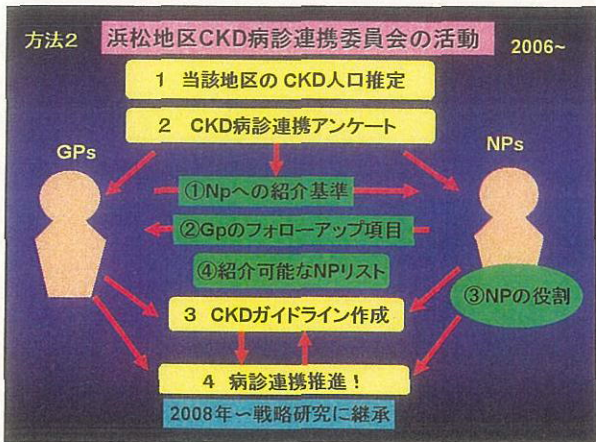 方法2
浜松地区CKD病診連携委員会の活動
2006~
1 当該地区のCKD人口推定
2 CKD病診連携アンケート
GPs
NPs
①Npへの紹介基準
②Gpのフォローアップ項目
④紹介可能なNPリスト
③NPの役割
3 CKDガイドライン作成
4 病診連携推進!
2008年~戦略研究に継承